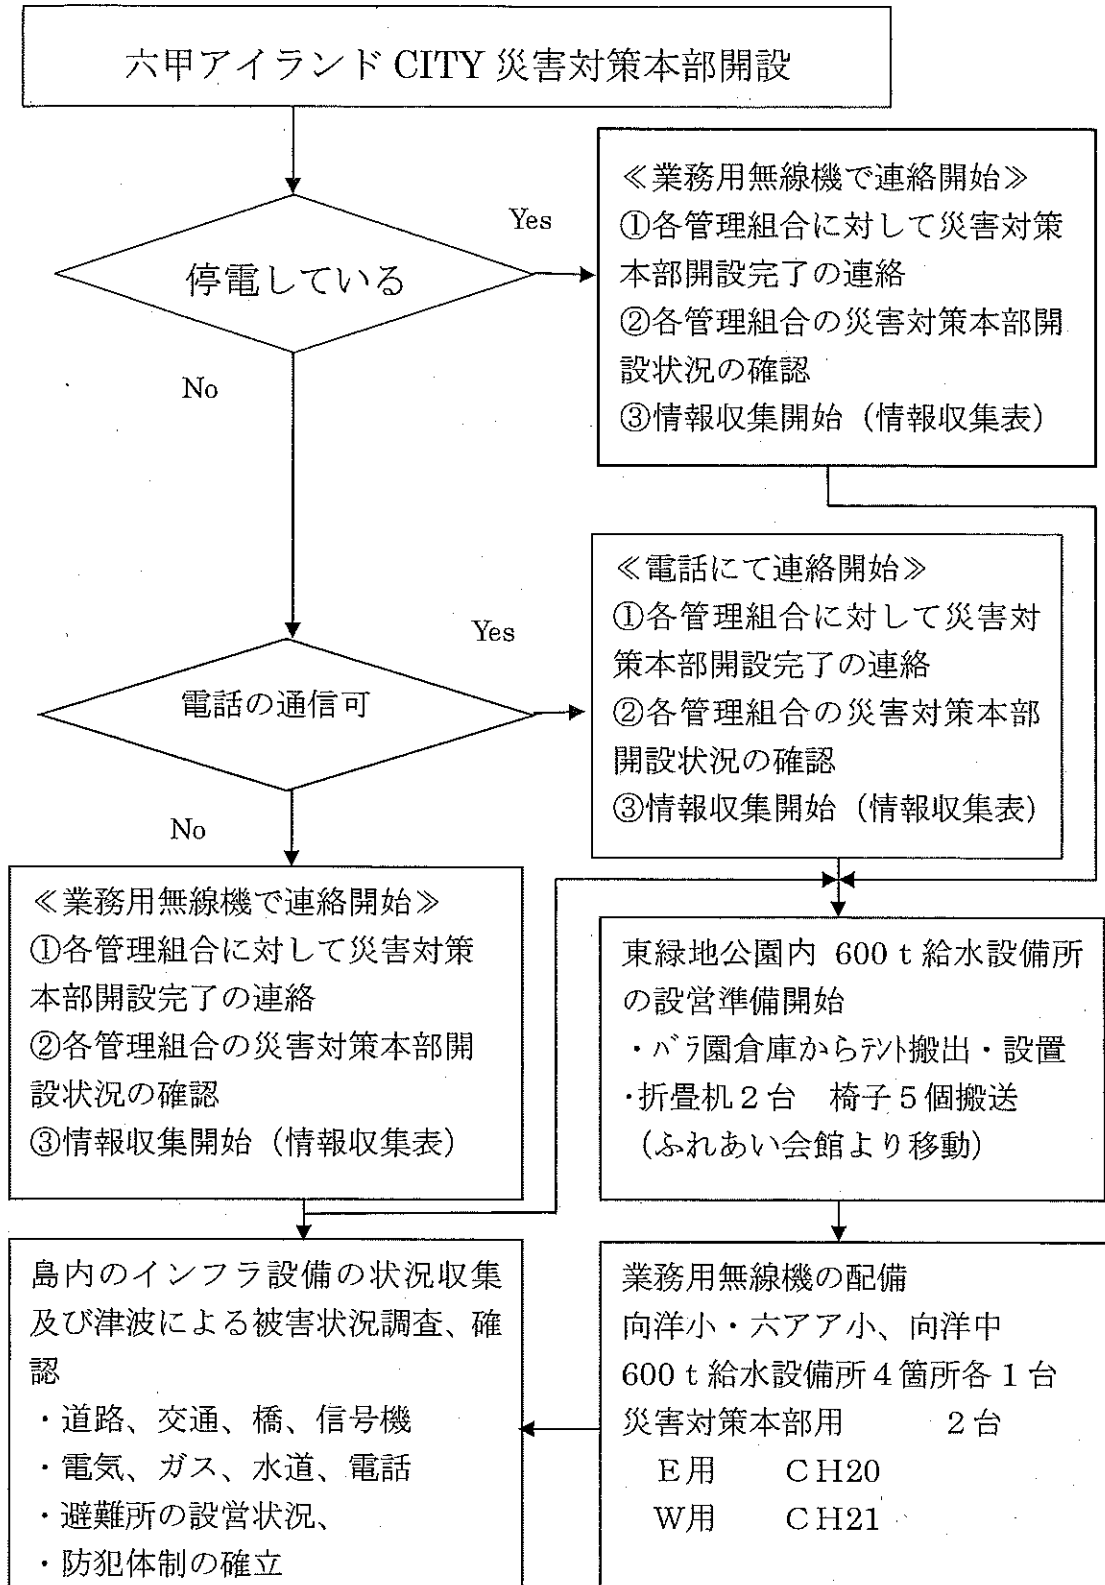 六甲アイランド CITY 災害対策本部開設
停電している
Yes
No
≪業務用無線機で連絡開始≫
①各管理組合に対して災害対策
本部開設完了の連絡
②各管理組合の災害対策本部開
設状況の確認
③情報収集開始（情報収集表）
電話の通信可
Yes
No
≪電話にて連絡開始≫
①各管理組合に対して災害対
策本部開設完了の連絡
②各管理組合の災害対策本部
開設状況の確認
③情報収集開始（情報収集表）
≪業務用無線機で連絡開始≫
①各管理組合に対して災害対策
本部開設完了の連絡
②各管理組合の災害対策本部開
設状況の確認
③情報収集開始（情報収集表）
東緑地公園内 600ｔ給水設備所
の設営準備開始
・ﾊﾞﾗ園倉庫からﾃﾝﾄ搬出・設置
・折畳机２台　椅子５個搬送
（ふれあい会館より移動）
島内のインフラ設備の状況収集
及び津波による被害状況調査、確
認
・道路、交通、橋、信号機
・電気、ガス、水道、電話
・避難所の設営状況、
・防犯体制の確立
業務用無線機の配備
向洋小・六アア小、向洋中
600ｔ給水設備所４箇所各１台
災害対策本部用　２台
Ｅ用　ＣＨ20
Ｗ用　ＣＨ21